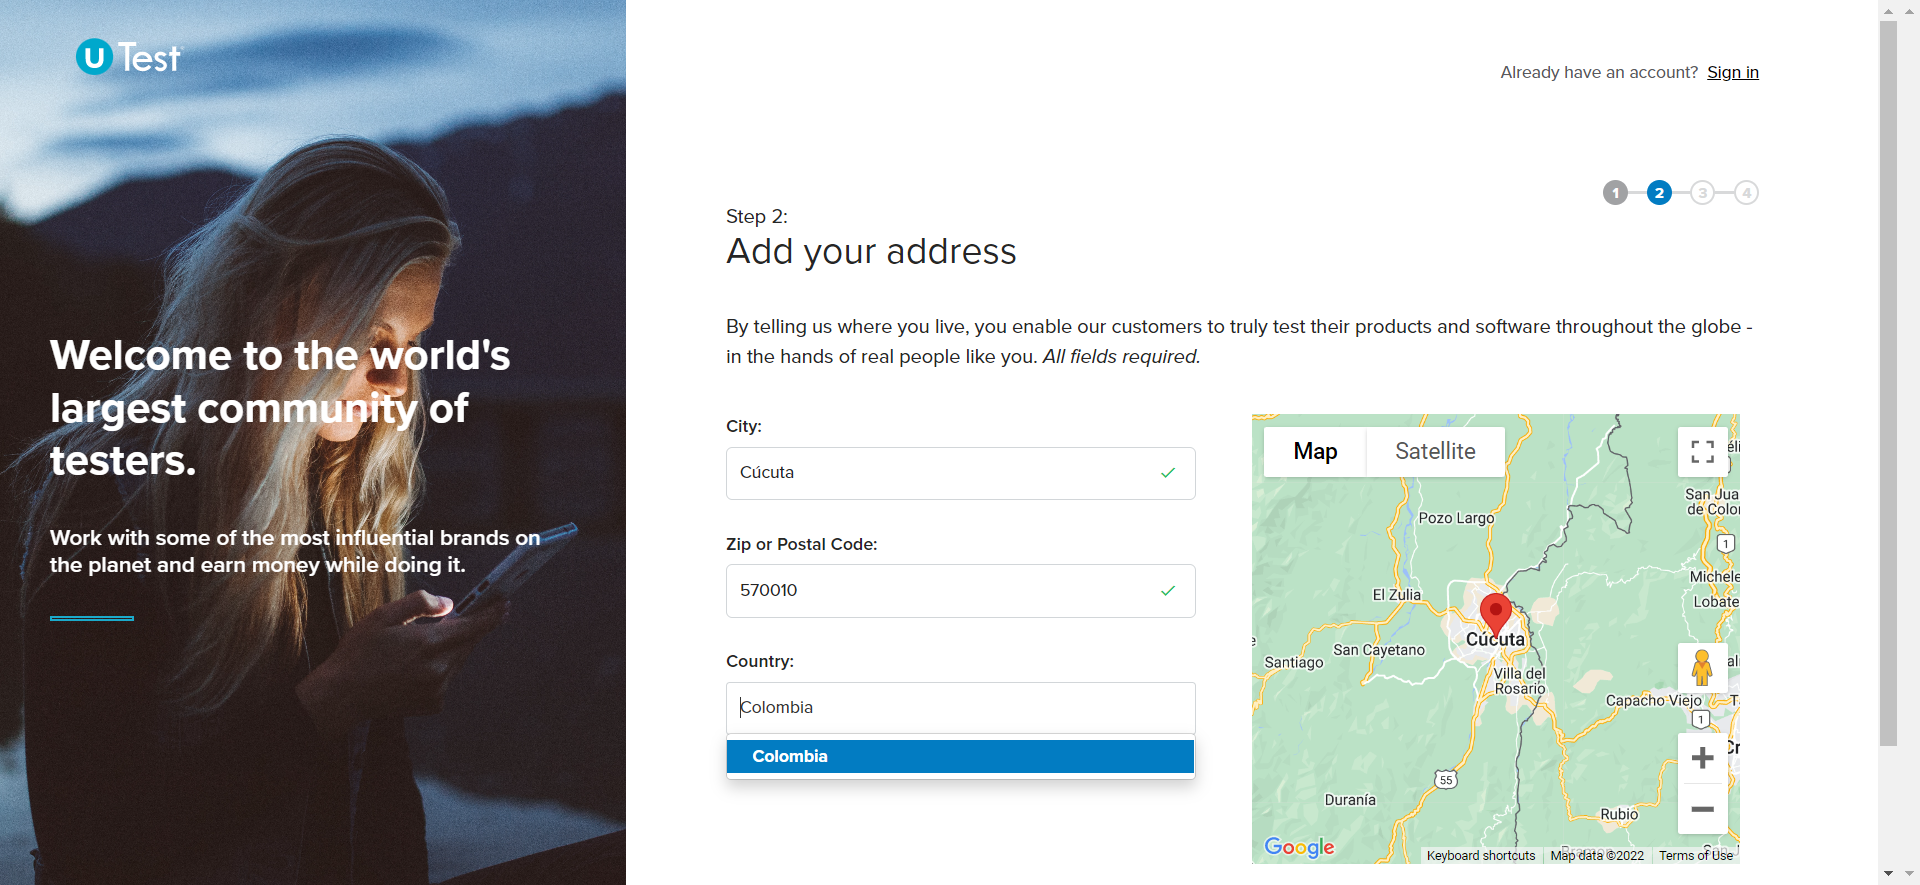 U Test
Welcome to the world's
largest community of
testers.
Work with some of the most influential brands on
the planet and earn money while doing it.
Already have an account? Sign in
1 2 3 4
Step 2:
Add your address
By telling us where you live, you enable our customers to truly test their products and software throughout the globe -
in the hands of real people like you. All fields required.
City:
Cúcuta
Zip or Postal Code:
570010
Country:
Colombia
Colombia
Map Satellite
San Jua
de Color
Pozo Largo
1
Michele
El Zulia
Lobate
Cúcuta
San Cayetano
Santiago
Villa del
Rosario
Capacho Viejo
1
55
Duranía
Rubio
Google
Keyboard shortcuts Map data ©2022 Terms of Use